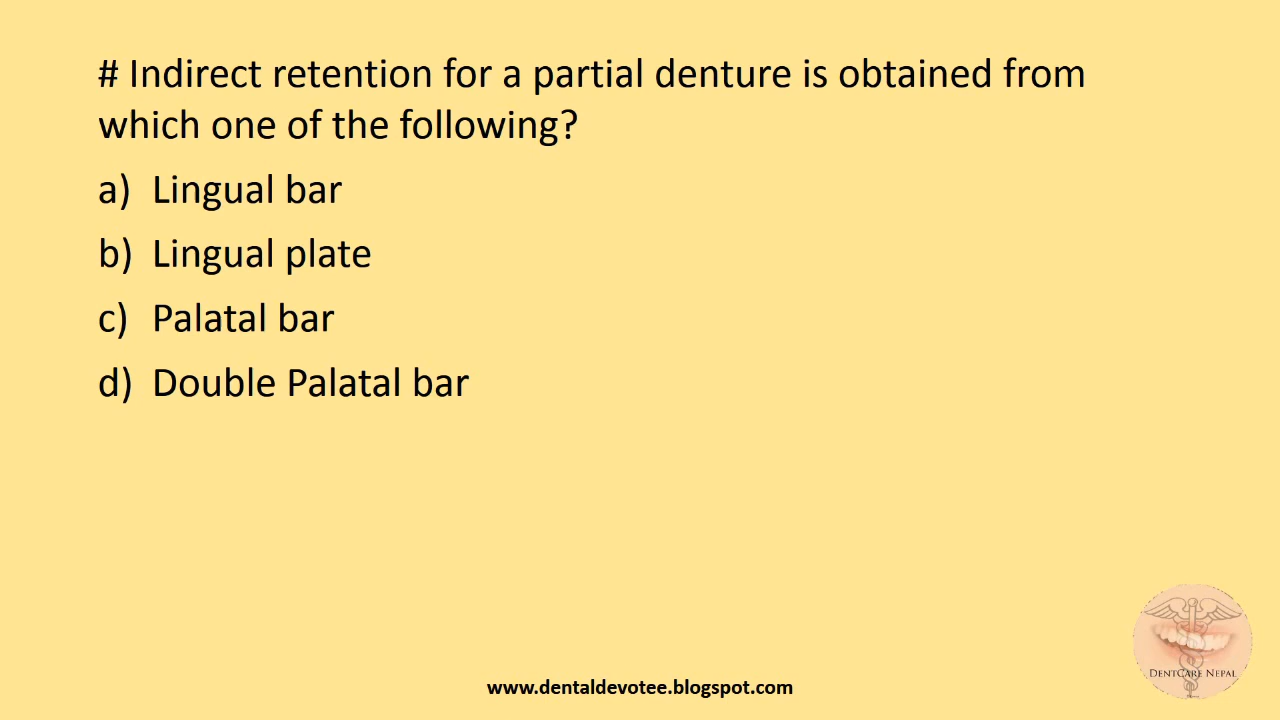 # Indirect retention for a partial denture is obtained from
which one of the following?
a) Lingual bar
b) Lingual plate
c) Palatal bar
d) Double Palatal bar
DentCare Nepal
www.dentaldevotee.blogspot.com